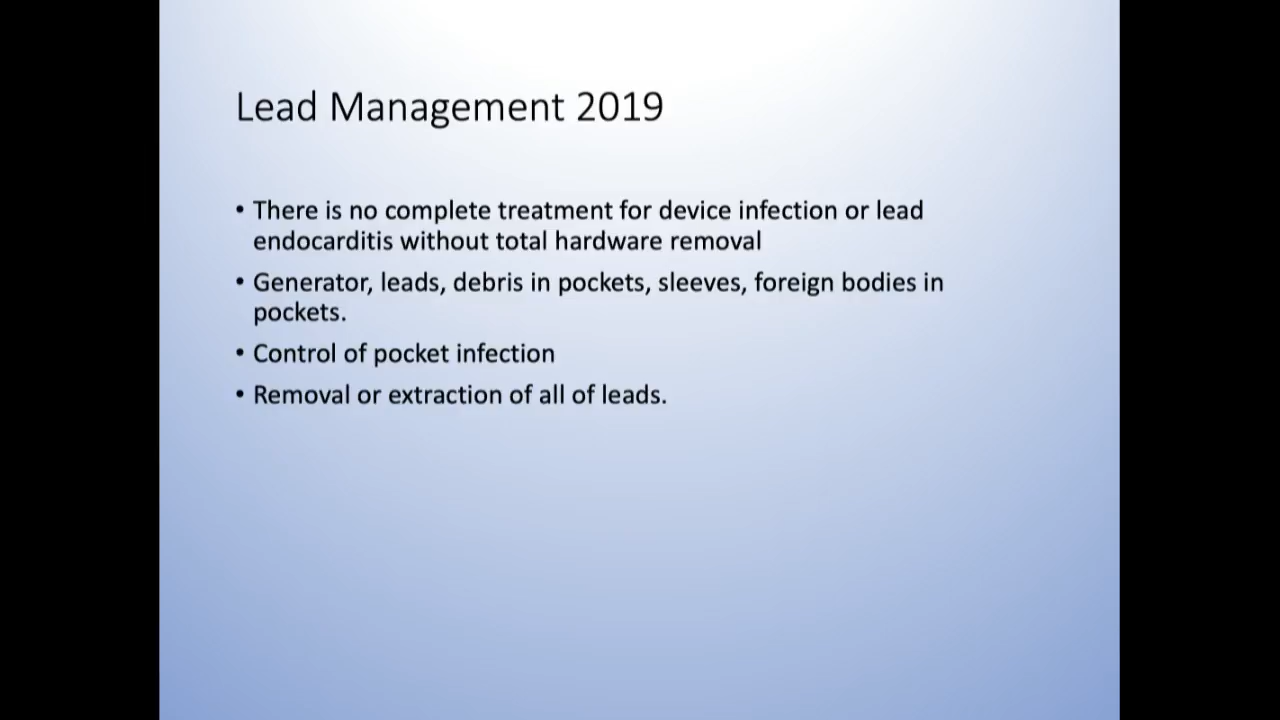 Lead Management 2019
• There is no complete treatment for device infection or lead
endocarditis without total hardware removal
• Generator, leads, debris in pockets, sleeves, foreign bodies in
pockets.
• Control of pocket infection
• Removal or extraction of all of leads.